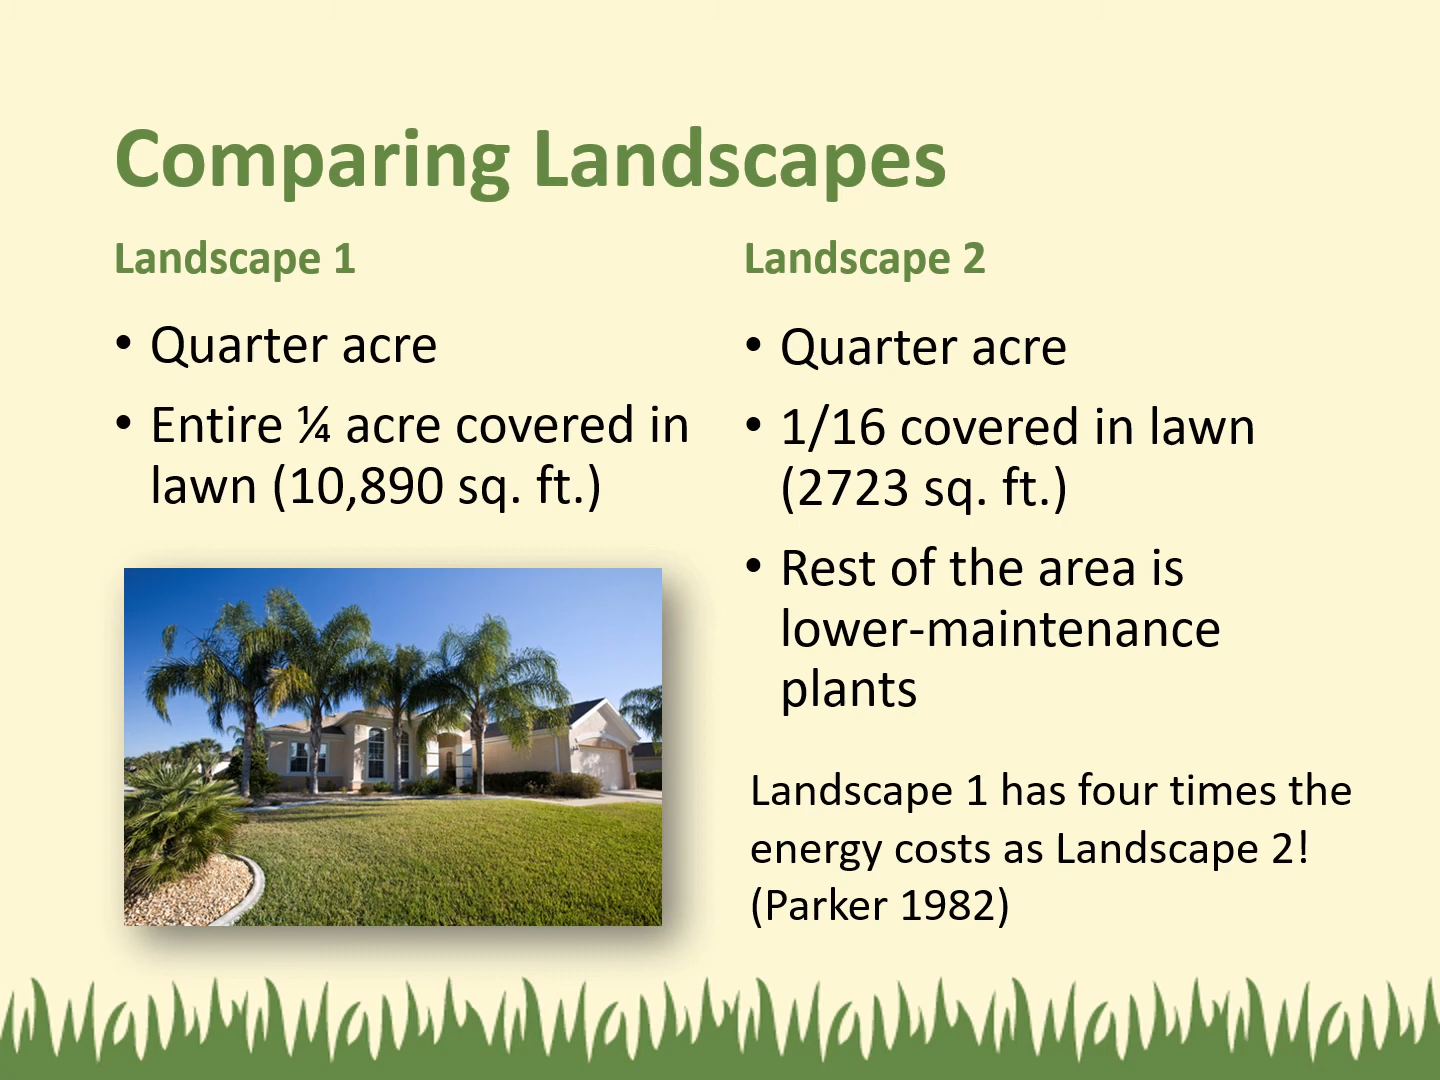 Comparing Landscapes
Landscape 1
• Quarter acre
• Entire ¼ acre covered in
lawn (10,890 sq. ft.)
Landscape 2
• Quarter acre
• 1/16 covered in lawn
(2723 sq. ft.)
• Rest of the area is
lower-maintenance
plants
Landscape 1 has four times the
energy costs as Landscape 2!
(Parker 1982)